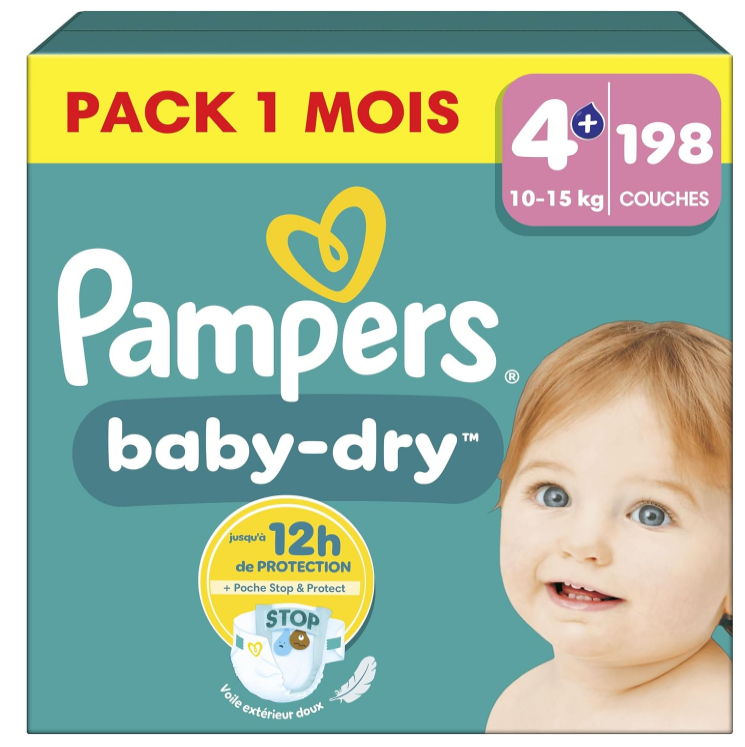 PACK 1 MOIS
4+
198
10-15 kg
COUCHES
Pampers®
baby-dry™
jusqu'à 12h
de PROTECTION
+ Poche Stop & Protect
STOP
Voile extérieur doux